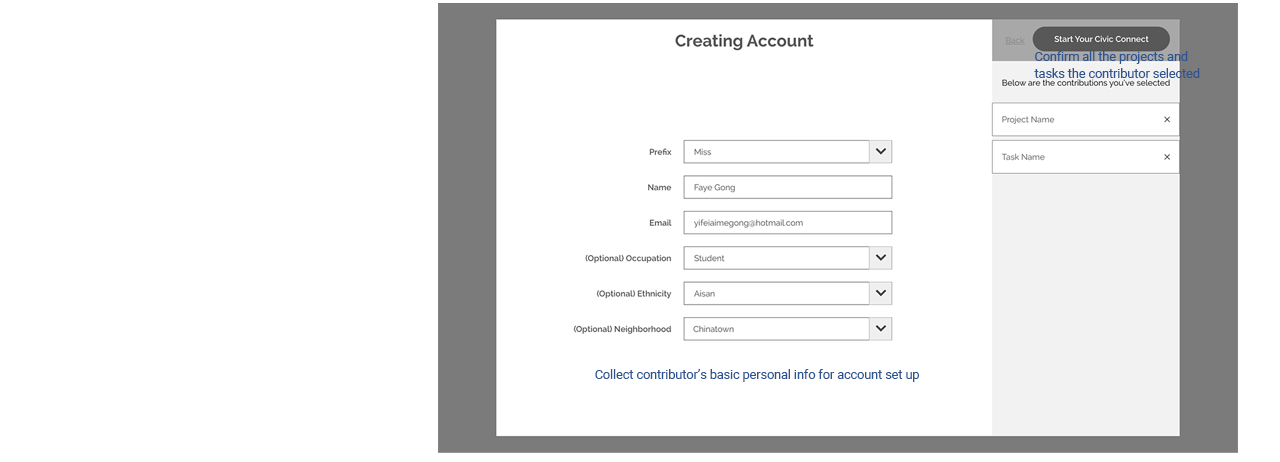 Creating Account
Back
Start Your Civic Connect
Confirm all the projects and
tasks the contributor selected
Below are the contributions you've selected
Project Name
Task Name
Prefix
Miss
Name
Faye Gong
Email
yifeiaimegong@hotmail.com
(Optional) Occupation
Student
(Optional) Ethnicity
Aisan
(Optional) Neighborhood
Chinatown
Collect contributor's basic personal info for account set up